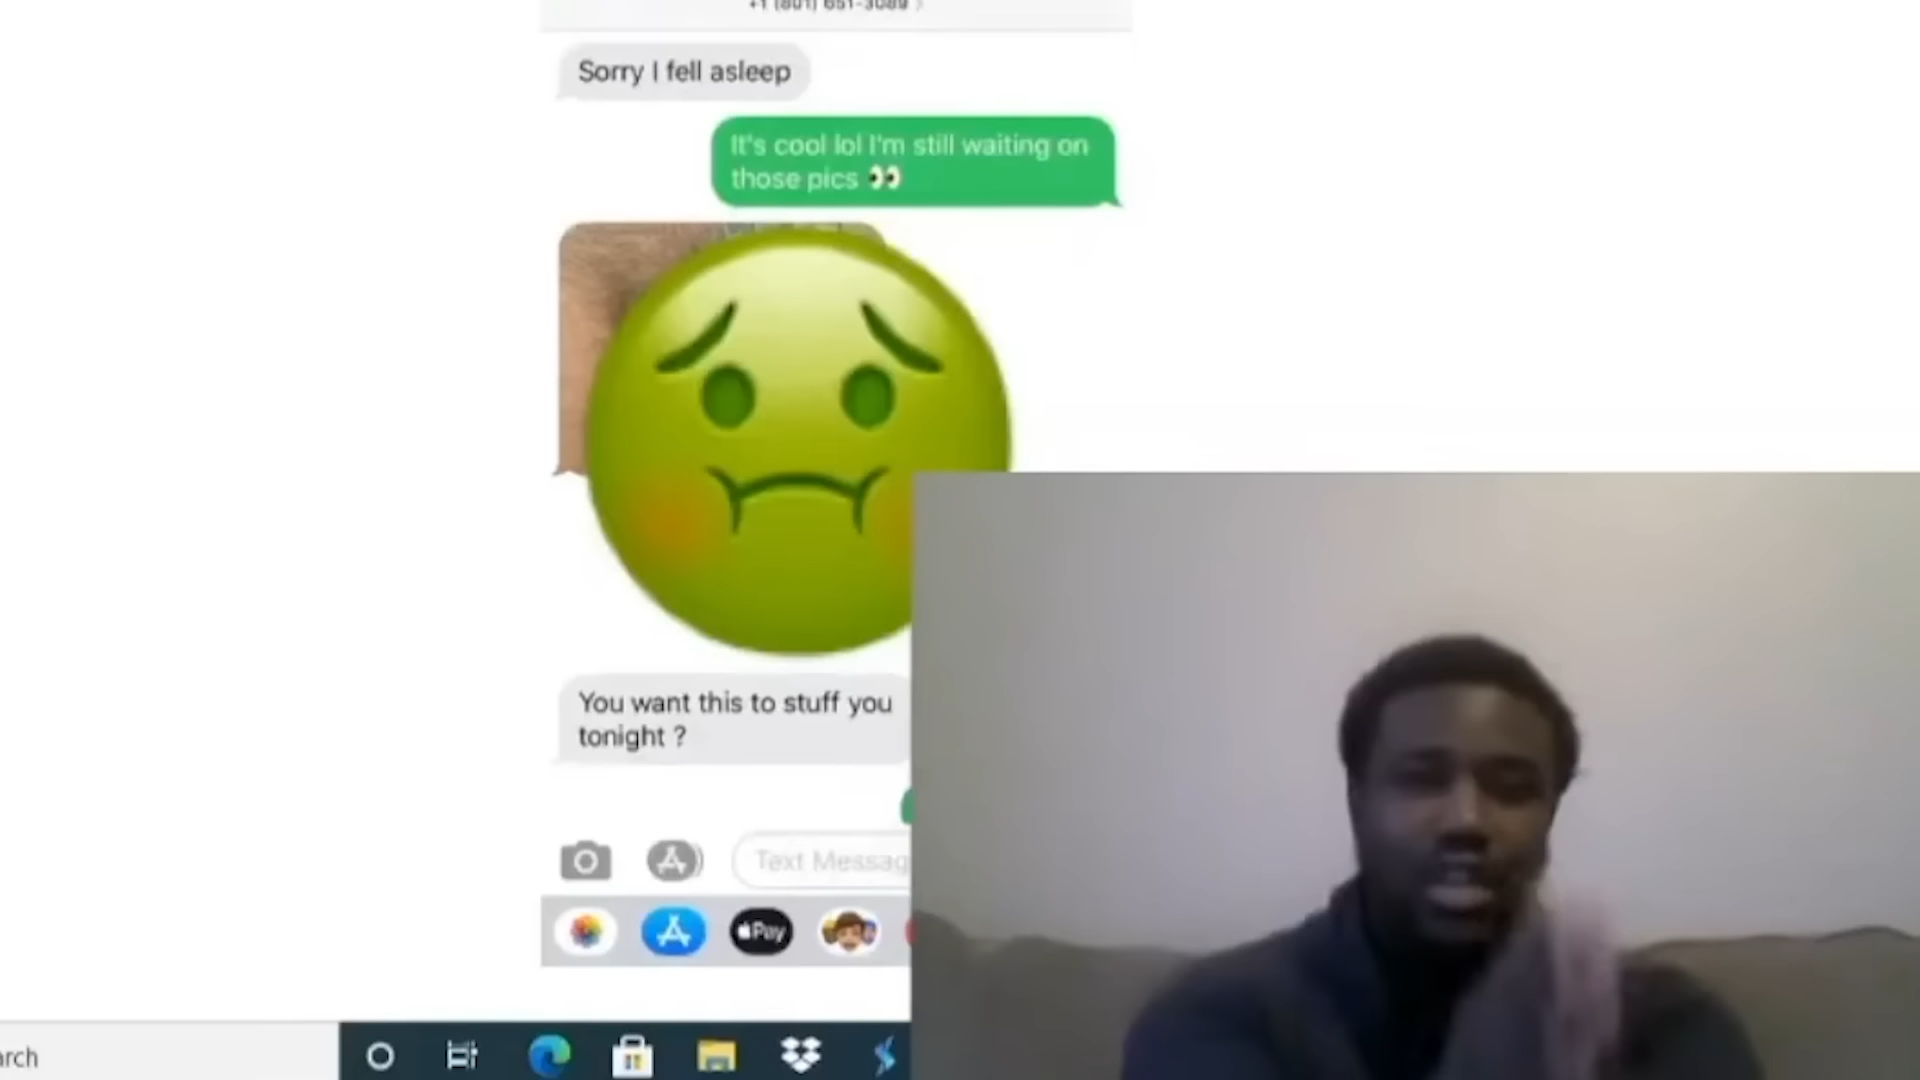 Sorry I fell asleep
It's cool lol I'm still waiting on
those pics 👀
You want this to stuff you
tonight ?
Text Messag
Pay
arch